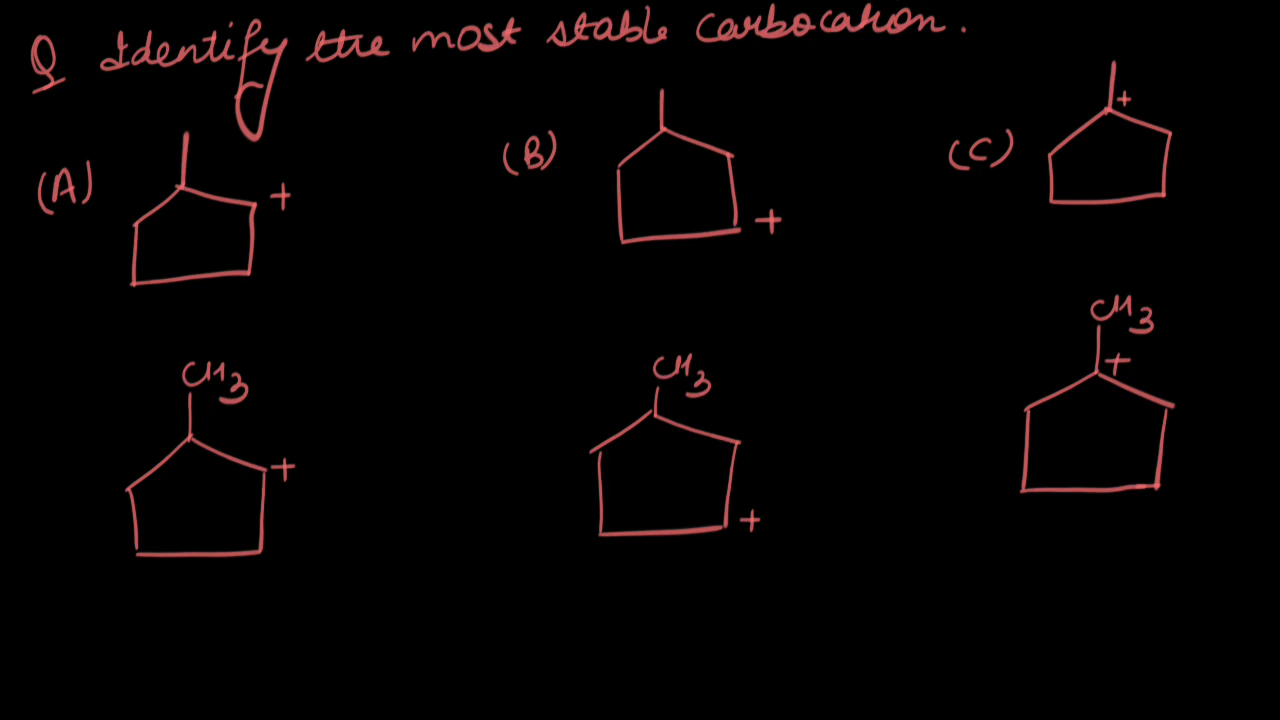 Q Identify the most stable carbocation.
(A) +
(B) +
(C) +
CH3 +
CH3 +
CH3 +